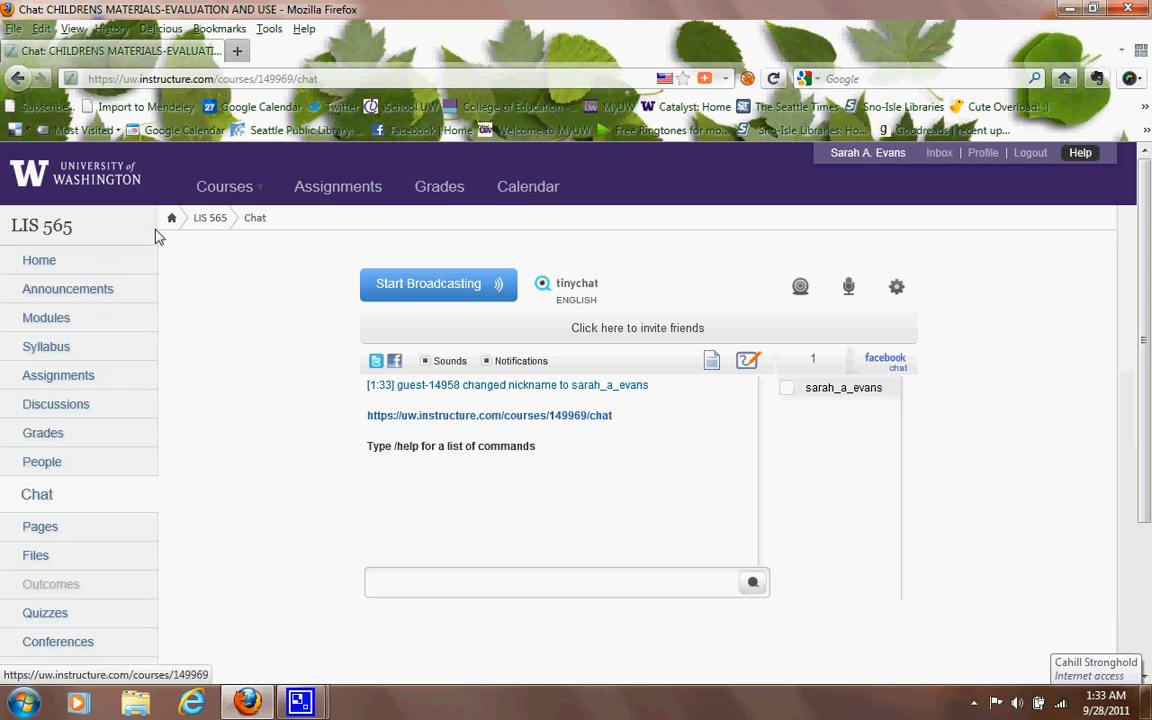 Chat: CHILDRENS MATERIALS-EVALUATION AND USE - Mozilla Firefox
File Edit View History Delicious Bookmarks Tools Help
Chat: CHILDRENS MATERIALS-EVALUATI... +
https://uw.instructure.com/courses/149969/chat Google
Subscribe... Import to Mendeley 27 Google Calendar Twitter School UW College of Education -... MyUW Catalyst: Home The Seattle Times Sno-Isle Libraries Cute Overload! :) »
Most Visited Google Calendar Seattle Public Library:... Facebook | Home Welcome to MyUW Free Ringtones for mo... Sno-Isle Libraries: Ho... g Goodreads | recent up... »
Sarah A. Evans Inbox | Profile | Logout Help
W UNIVERSITY of
WASHINGTON
Courses Assignments Grades Calendar
LIS 565
LIS 565 Chat
Home
Announcements
Modules
Syllabus
Assignments
Discussions
Grades
People
Chat
Pages
Files
Outcomes
Quizzes
Conferences
Start Broadcasting tinychat
ENGLISH
Click here to invite friends
Sounds Notifications 1 facebook
chat
[1:33] guest-14958 changed nickname to sarah_a_evans
sarah_a_evans
https://uw.instructure.com/courses/149969/chat
Type /help for a list of commands
https://uw.instructure.com/courses/149969
Cahill Stronghold
Internet access
1:33 AM
9/28/2011